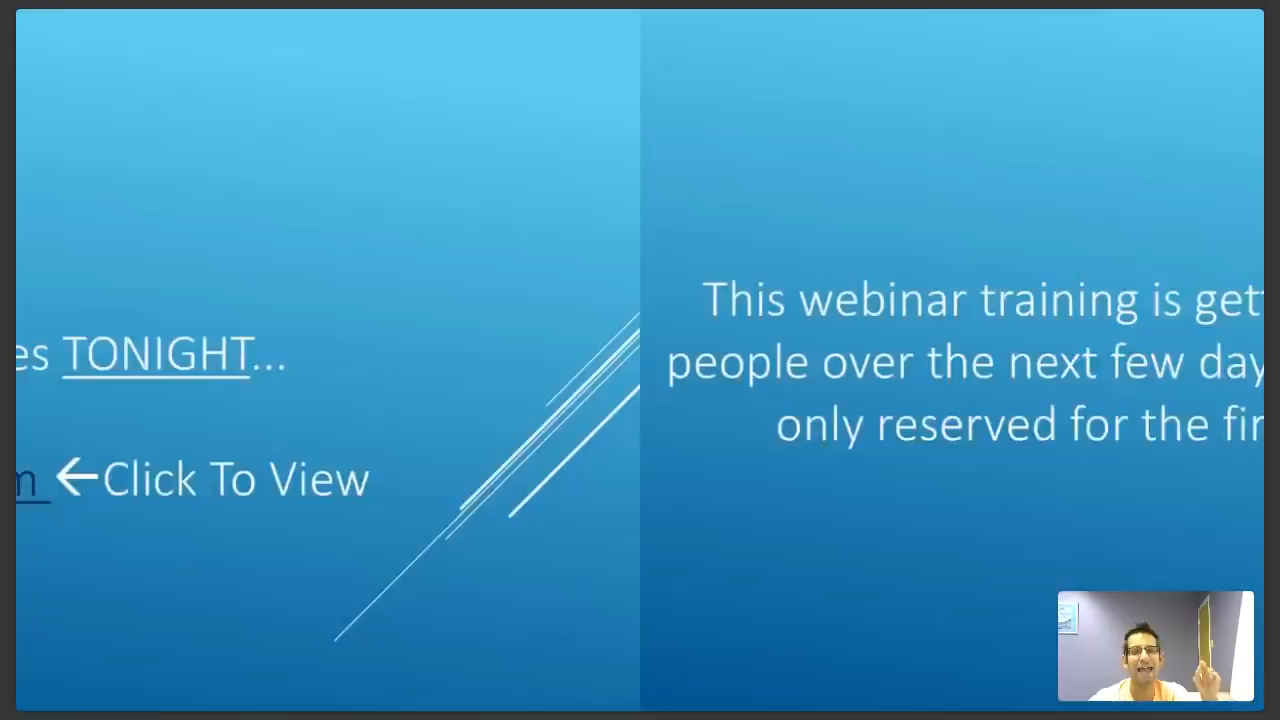 es TONIGHT...
m ←Click To View
This webinar training is get
people over the next few day
only reserved for the fir